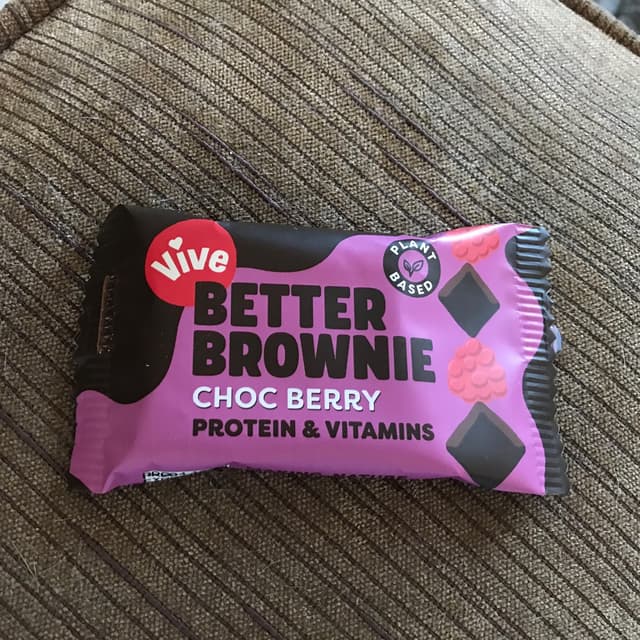 Vive
PLANT
BASED
BETTER
BROWNIE
CHOC BERRY
PROTEIN & VITAMINS